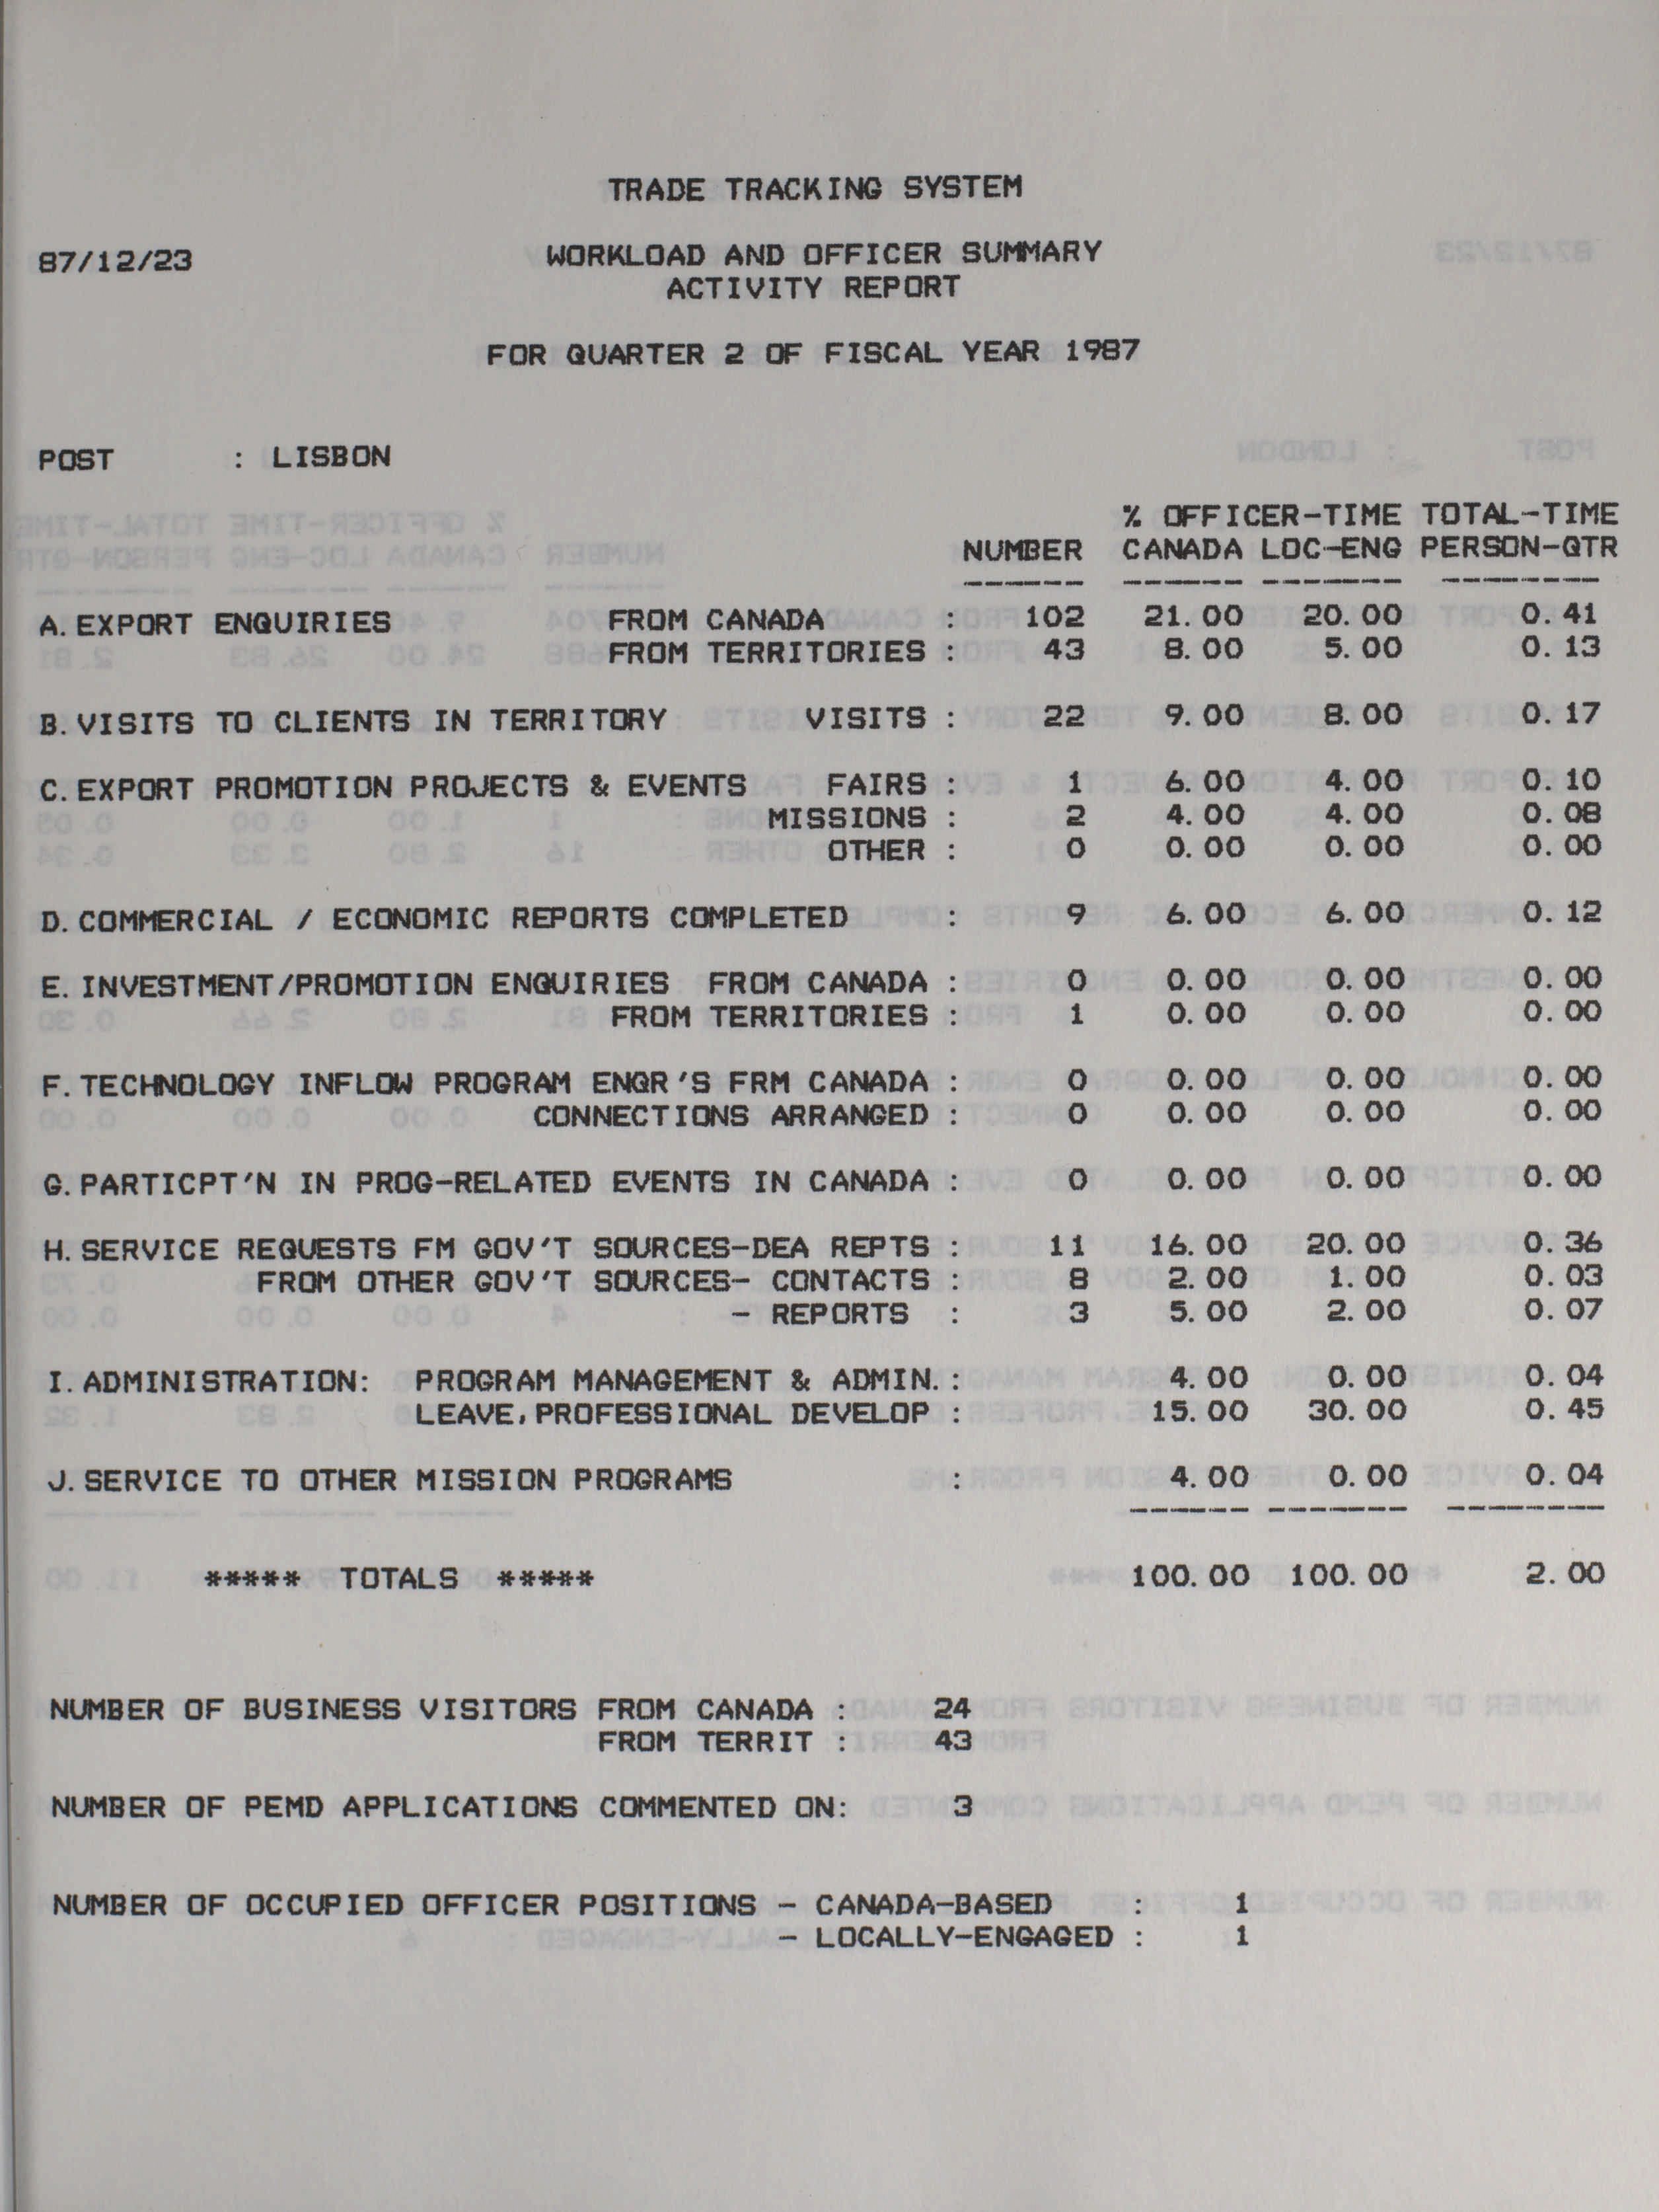 TRADE TRACKING SYSTEM
87/12/23 WORKLOAD AND OFFICER SUMMARY
ACTIVITY REPORT
FOR QUARTER 2 OF FISCAL YEAR 1987
POST : LISBON
% OFFICER-TIME TOTAL-TIME
NUMBER CANADA LOC-ENG PERSON-QTR
------ ------ ------- --------
A. EXPORT ENQUIRIES FROM CANADA : 102 21.00 20.00 0.41
FROM TERRITORIES : 43 8.00 5.00 0.13
B. VISITS TO CLIENTS IN TERRITORY VISITS : 22 9.00 8.00 0.17
C. EXPORT PROMOTION PROJECTS & EVENTS FAIRS : 1 6.00 4.00 0.10
MISSIONS : 2 4.00 4.00 0.08
OTHER : 0 0.00 0.00 0.00
D. COMMERCIAL / ECONOMIC REPORTS COMPLETED : 9 6.00 6.00 0.12
E. INVESTMENT/PROMOTION ENQUIRIES FROM CANADA : 0 0.00 0.00 0.00
FROM TERRITORIES : 1 0.00 0.00 0.00
F. TECHNOLOGY INFLOW PROGRAM ENQR'S FRM CANADA : 0 0.00 0.00 0.00
CONNECTIONS ARRANGED : 0 0.00 0.00 0.00
G. PARTICPT'N IN PROG-RELATED EVENTS IN CANADA : 0 0.00 0.00 0.00
H. SERVICE REQUESTS FM GOV'T SOURCES-DEA REPTS : 11 16.00 20.00 0.36
FROM OTHER GOV'T SOURCES- CONTACTS : 8 2.00 1.00 0.03
- REPORTS : 3 5.00 2.00 0.07
I. ADMINISTRATION: PROGRAM MANAGEMENT & ADMIN. : 4.00 0.00 0.04
LEAVE, PROFESSIONAL DEVELOP : 15.00 30.00 0.45
J. SERVICE TO OTHER MISSION PROGRAMS : 4.00 0.00 0.04
------ ------- --------
***** TOTALS ***** 100.00 100.00 2.00
NUMBER OF BUSINESS VISITORS FROM CANADA : 24
FROM TERRIT : 43
NUMBER OF PEMD APPLICATIONS COMMENTED ON: 3
NUMBER OF OCCUPIED OFFICER POSITIONS - CANADA-BASED : 1
- LOCALLY-ENGAGED : 1